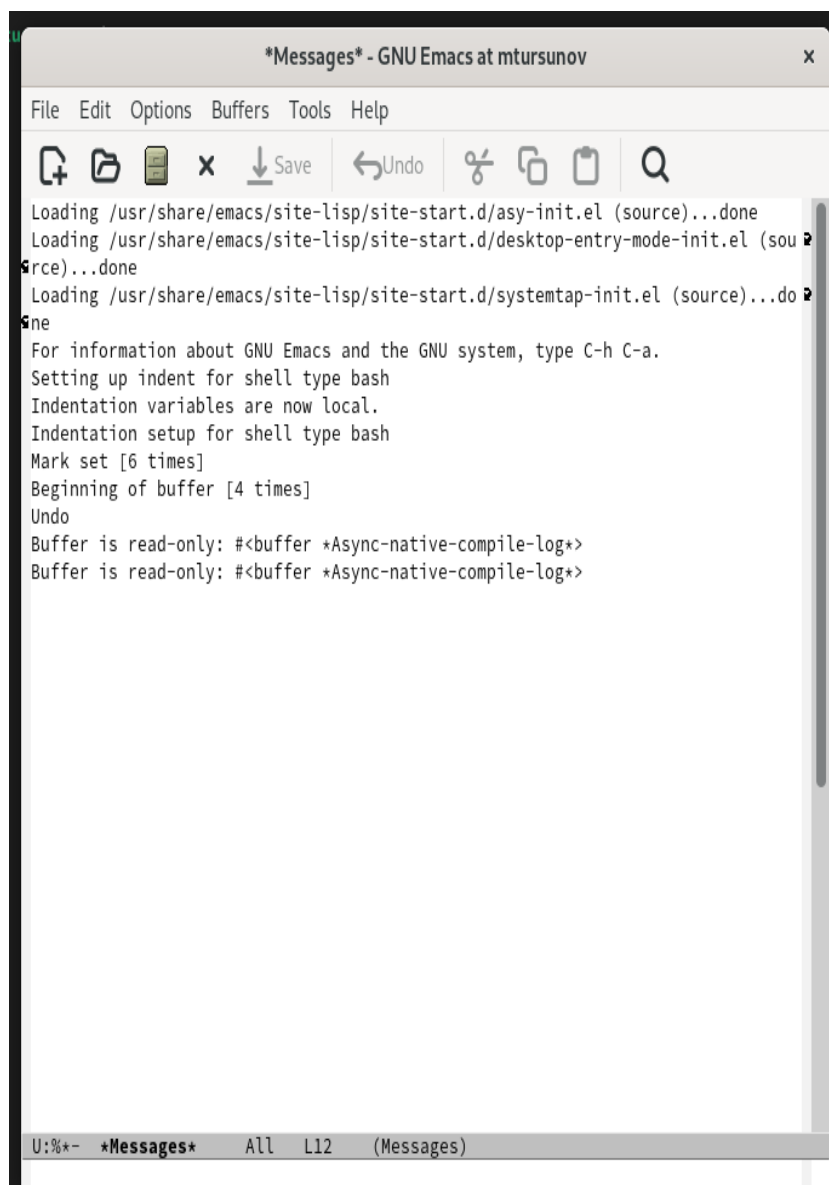 u
*Messages* - GNU Emacs at mtursunov
x
File Edit Options Buffers Tools Help
Save Undo
Loading /usr/share/emacs/site-lisp/site-start.d/asy-init.el (source)...done
Loading /usr/share/emacs/site-lisp/site-start.d/desktop-entry-mode-init.el (sou
rce)...done
Loading /usr/share/emacs/site-lisp/site-start.d/systemtap-init.el (source)...do
ne
For information about GNU Emacs and the GNU system, type C-h C-a.
Setting up indent for shell type bash
Indentation variables are now local.
Indentation setup for shell type bash
Mark set [6 times]
Beginning of buffer [4 times]
Undo
Buffer is read-only: #<buffer *Async-native-compile-log*>
Buffer is read-only: #<buffer *Async-native-compile-log*>
U:%*- *Messages* All L12 (Messages)